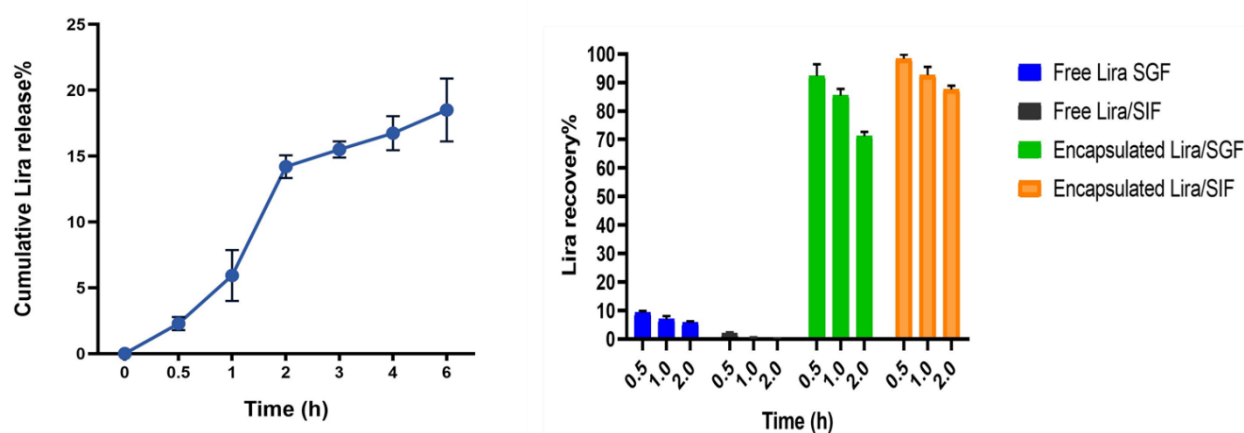 Cumulative Lira release%
25
20
15
10
5
0
0 0.5 1 2 3 4 6
Time (h)
Lira recovery%
100
90
80
70
60
50
40
30
20
10
0
0.5 1.0 2.0 0.5 1.0 2.0 0.5 1.0 2.0 0.5 1.0 2.0
Time (h)
Free Lira SGF
Free Lira/SIF
Encapsulated Lira/SGF
Encapsulated Lira/SIF